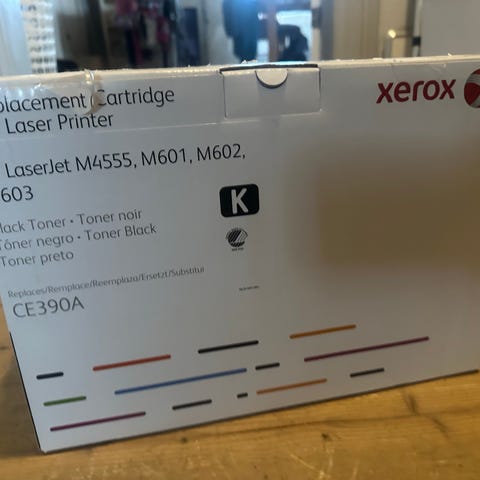 placement Cartridge
Laser Printer
xerox
LaserJet M4555, M601, M602,
603
K
lack Toner • Toner noir
Tóner negro • Toner Black
Toner preto
Replaces/Remplace/Reemplaza/Ersetzt/Substitui
CE390A